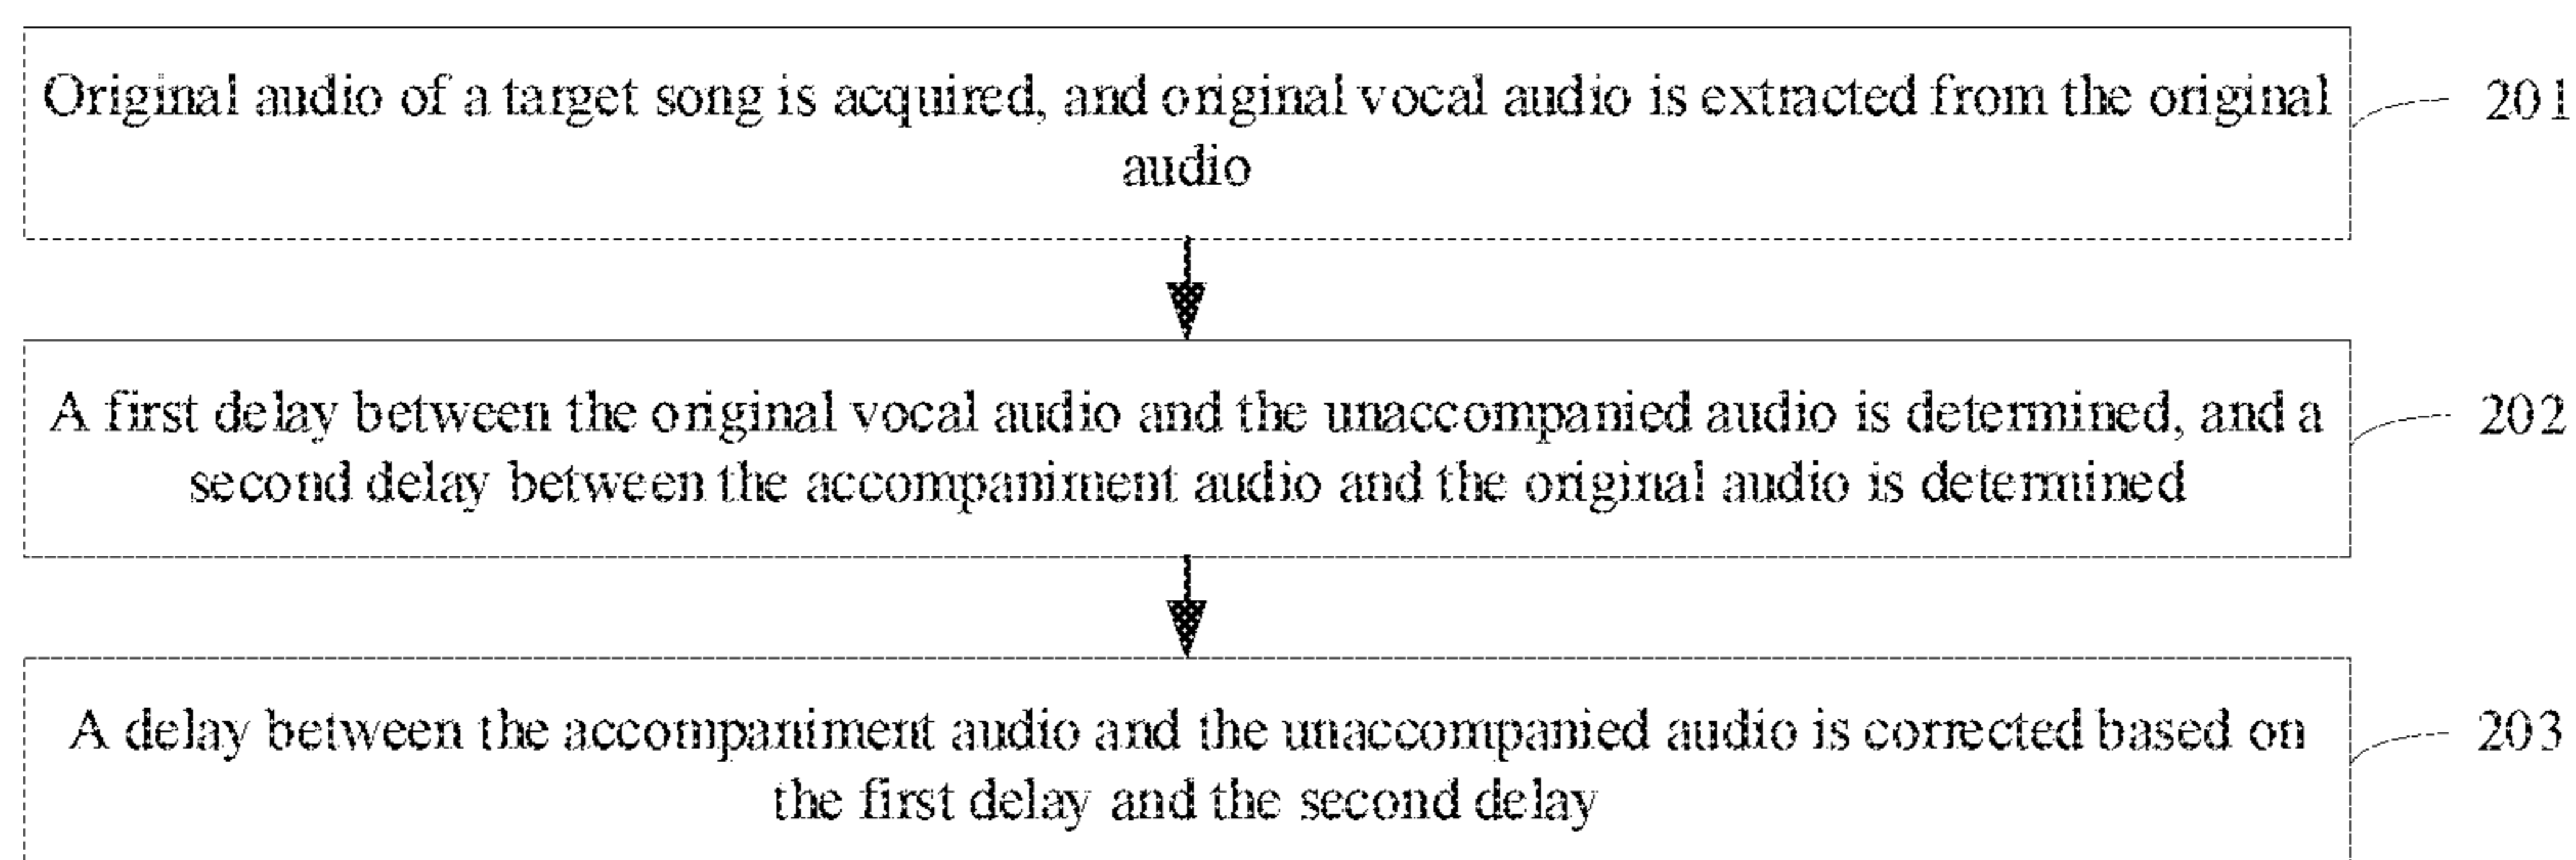 Original audio of a target song is acquired, and original vocal audio is extracted from the original
audio
201
A first delay between the original vocal audio and the unaccompanied audio is determined, and a
second delay between the accompaniment audio and the original audio is determined
202
A delay between the accompaniment audio and the unaccompanied audio is corrected based on
the first delay and the second delay
203